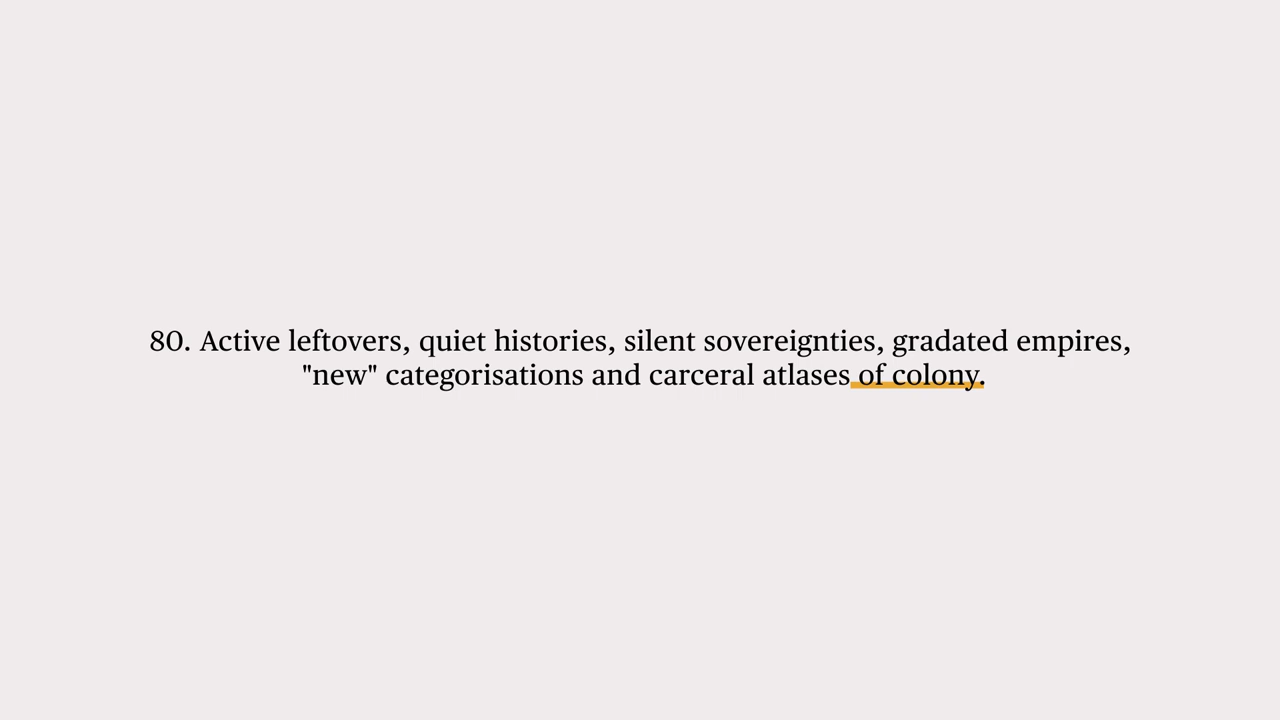 80. Active leftovers, quiet histories, silent sovereignties, gradated empires,
"new" categorisations and carceral atlases of colony.